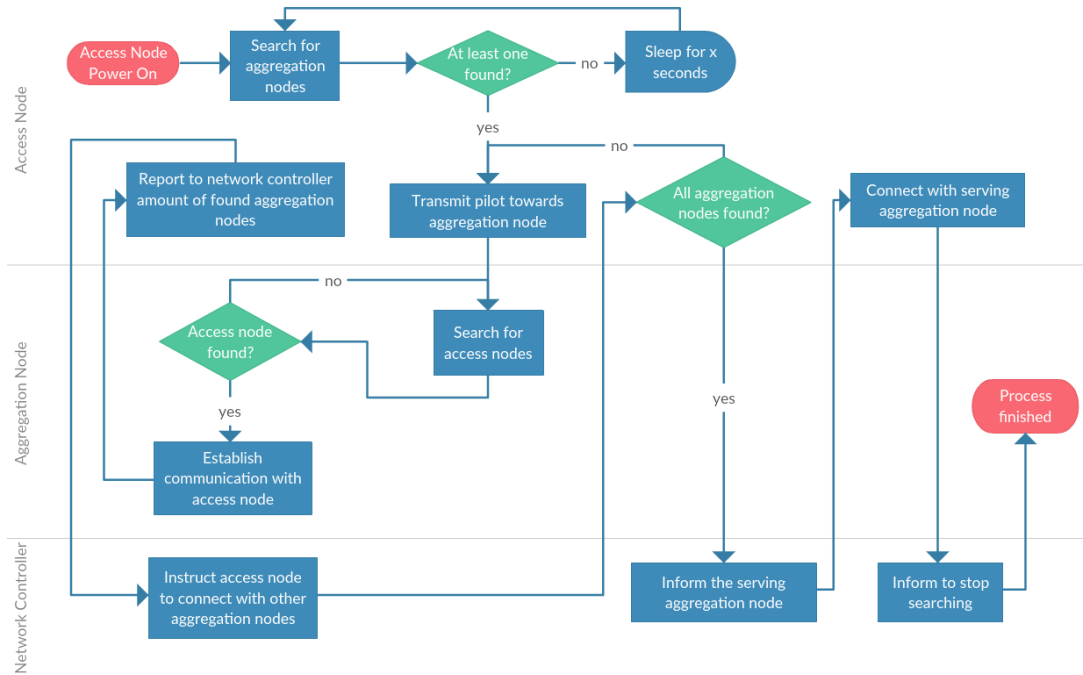 Access Node
Access Node
Power On
Search for
aggregation
nodes
At least one
found?
no
Sleep for x
seconds
yes
no
Report to network controller
amount of found aggregation
nodes
Transmit pilot towards
aggregation node
All aggregation
nodes found?
Connect with serving
aggregation node
Aggregation Node
no
Access node
found?
Search for
access nodes
yes
yes
Process
finished
Establish
communication with
access node
Network Controller
Instruct access node
to connect with other
aggregation nodes
Inform the serving
aggregation node
Inform to stop
searching